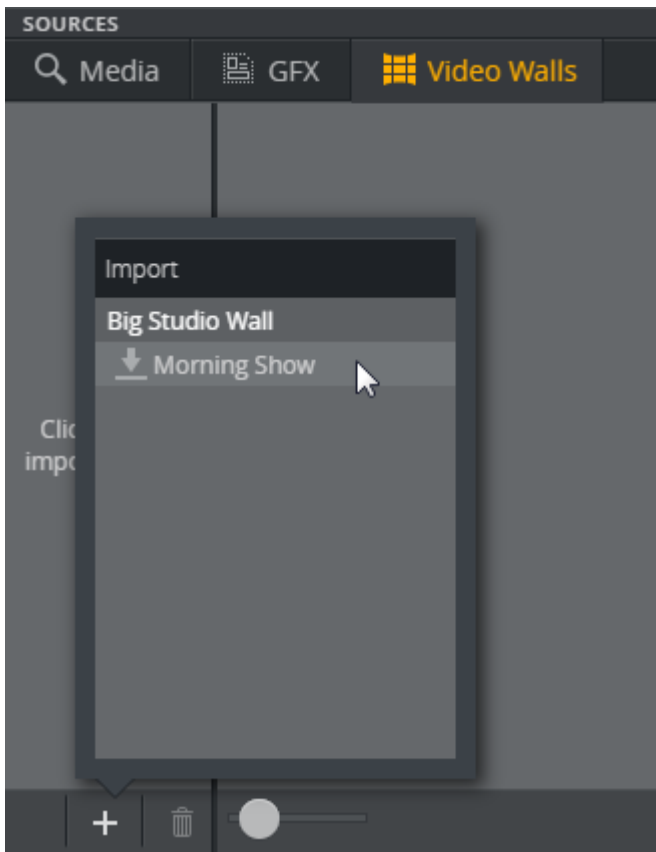 SOURCES
Media
GFX
Video Walls
Import
Big Studio Wall
Morning Show